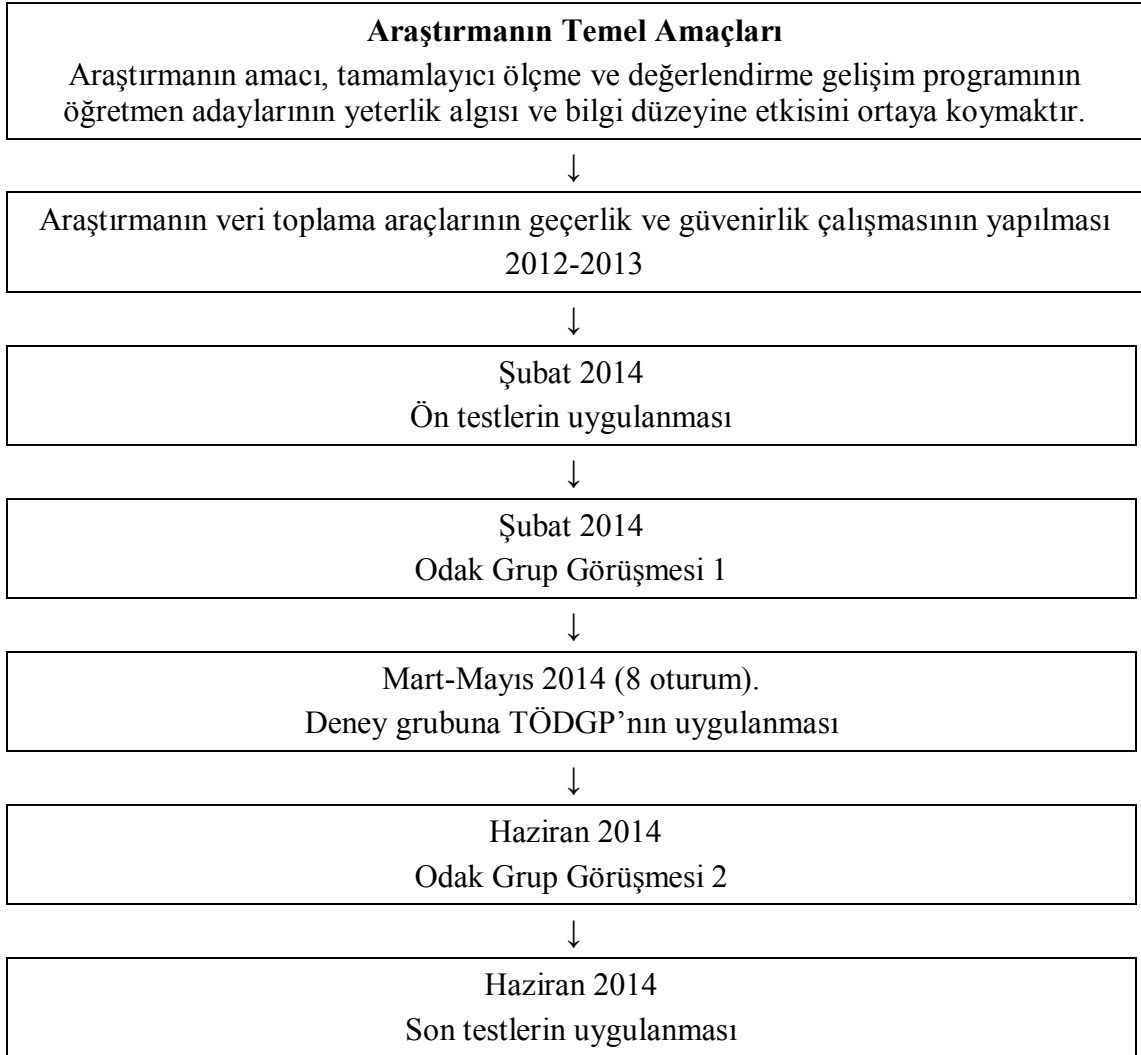 Araştırmanın Temel Amaçları
Araştırmanın amacı, tamamlayıcı ölçme ve değerlendirme gelişim programının
öğretmen adaylarının yeterlik algısı ve bilgi düzeyine etkisini ortaya koymaktır.
↓
Araştırmanın veri toplama araçlarının geçerlik ve güvenirlik çalışmasının yapılması
2012-2013
↓
Şubat 2014
Ön testlerin uygulanması
↓
Şubat 2014
Odak Grup Görüşmesi 1
↓
Mart-Mayıs 2014 (8 oturum).
Deney grubuna TÖDGP’nın uygulanması
↓
Haziran 2014
Odak Grup Görüşmesi 2
↓
Haziran 2014
Son testlerin uygulanması